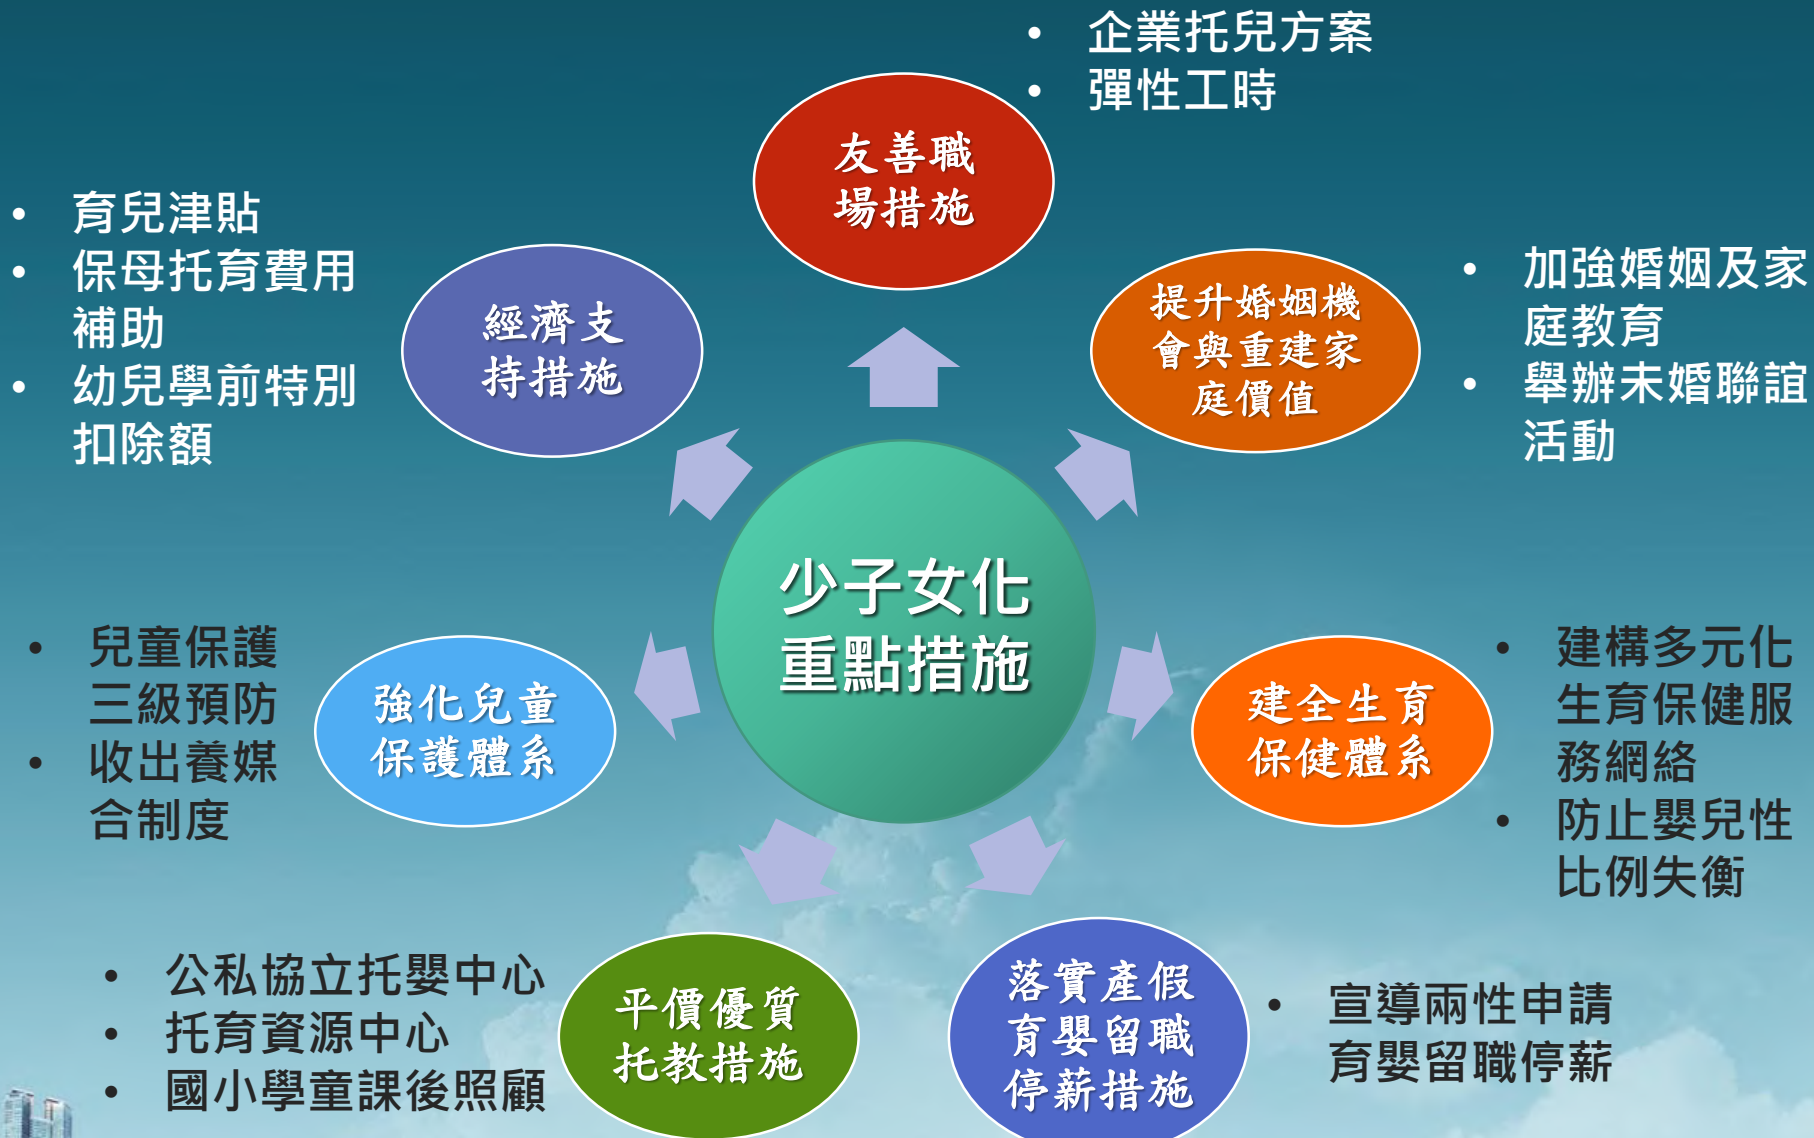 • 企業托兒方案
• 彈性工時
友善職
場措施
• 育兒津貼
• 保母托育費用
補助
• 幼兒學前特別
扣除額
經濟支
持措施
提升婚姻機
會與重建家
庭價值
• 加強婚姻及家
庭教育
• 舉辦未婚聯誼
活動
少子女化
重點措施
• 兒童保護
三級預防
• 收出養媒
合制度
強化兒童
保護體系
建全生育
保健體系
• 建構多元化
生育保健服
務網絡
• 防止嬰兒性
比例失衡
• 公私協立托嬰中心
• 托育資源中心
• 國小學童課後照顧
平價優質
托教措施
落實產假
育嬰留職
停薪措施
• 宣導兩性申請
育嬰留職停薪